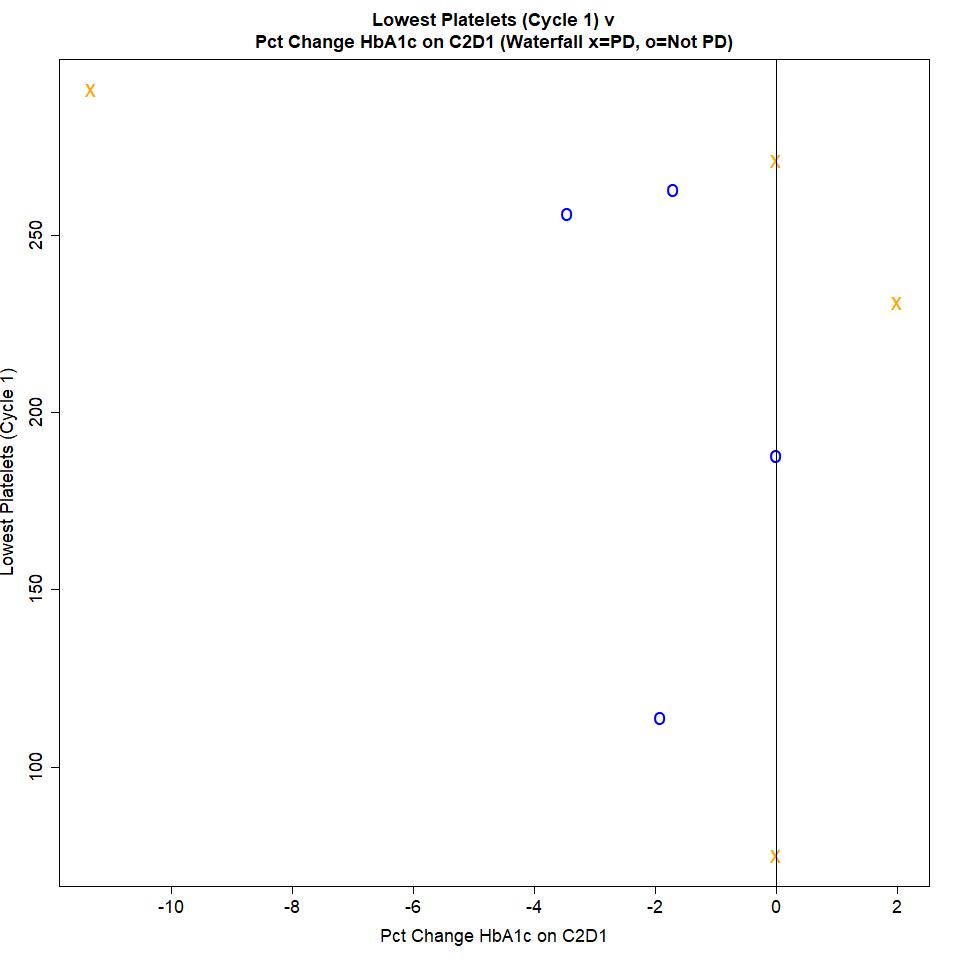 Lowest Platelets (Cycle 1) v
Pct Change HbA1c on C2D1 (Waterfall x=PD, o=Not PD)
Lowest Platelets (Cycle 1)
250
200
150
100
X
X
O
O
X
O
O
X
-10
-8
-6
-4
-2
0
2
Pct Change HbA1c on C2D1